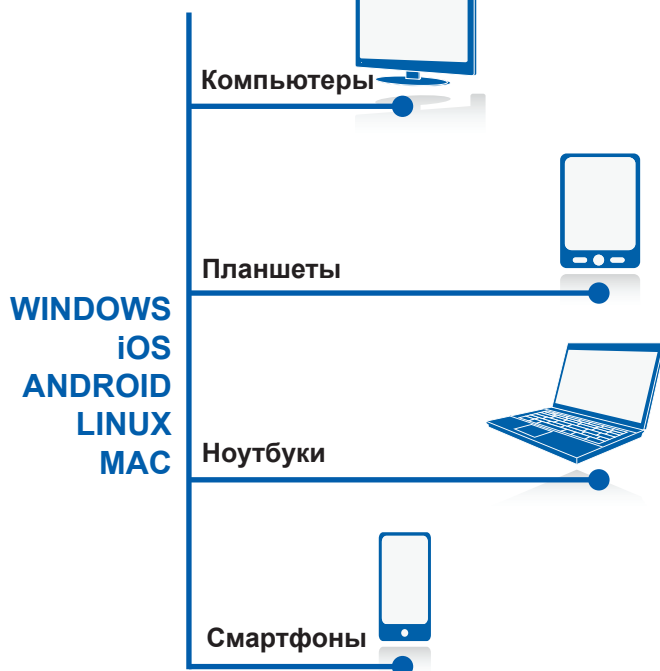 Компьютеры
Планшеты
WINDOWS
iOS
ANDROID
LINUX
MAC
Ноутбуки
Смартфоны